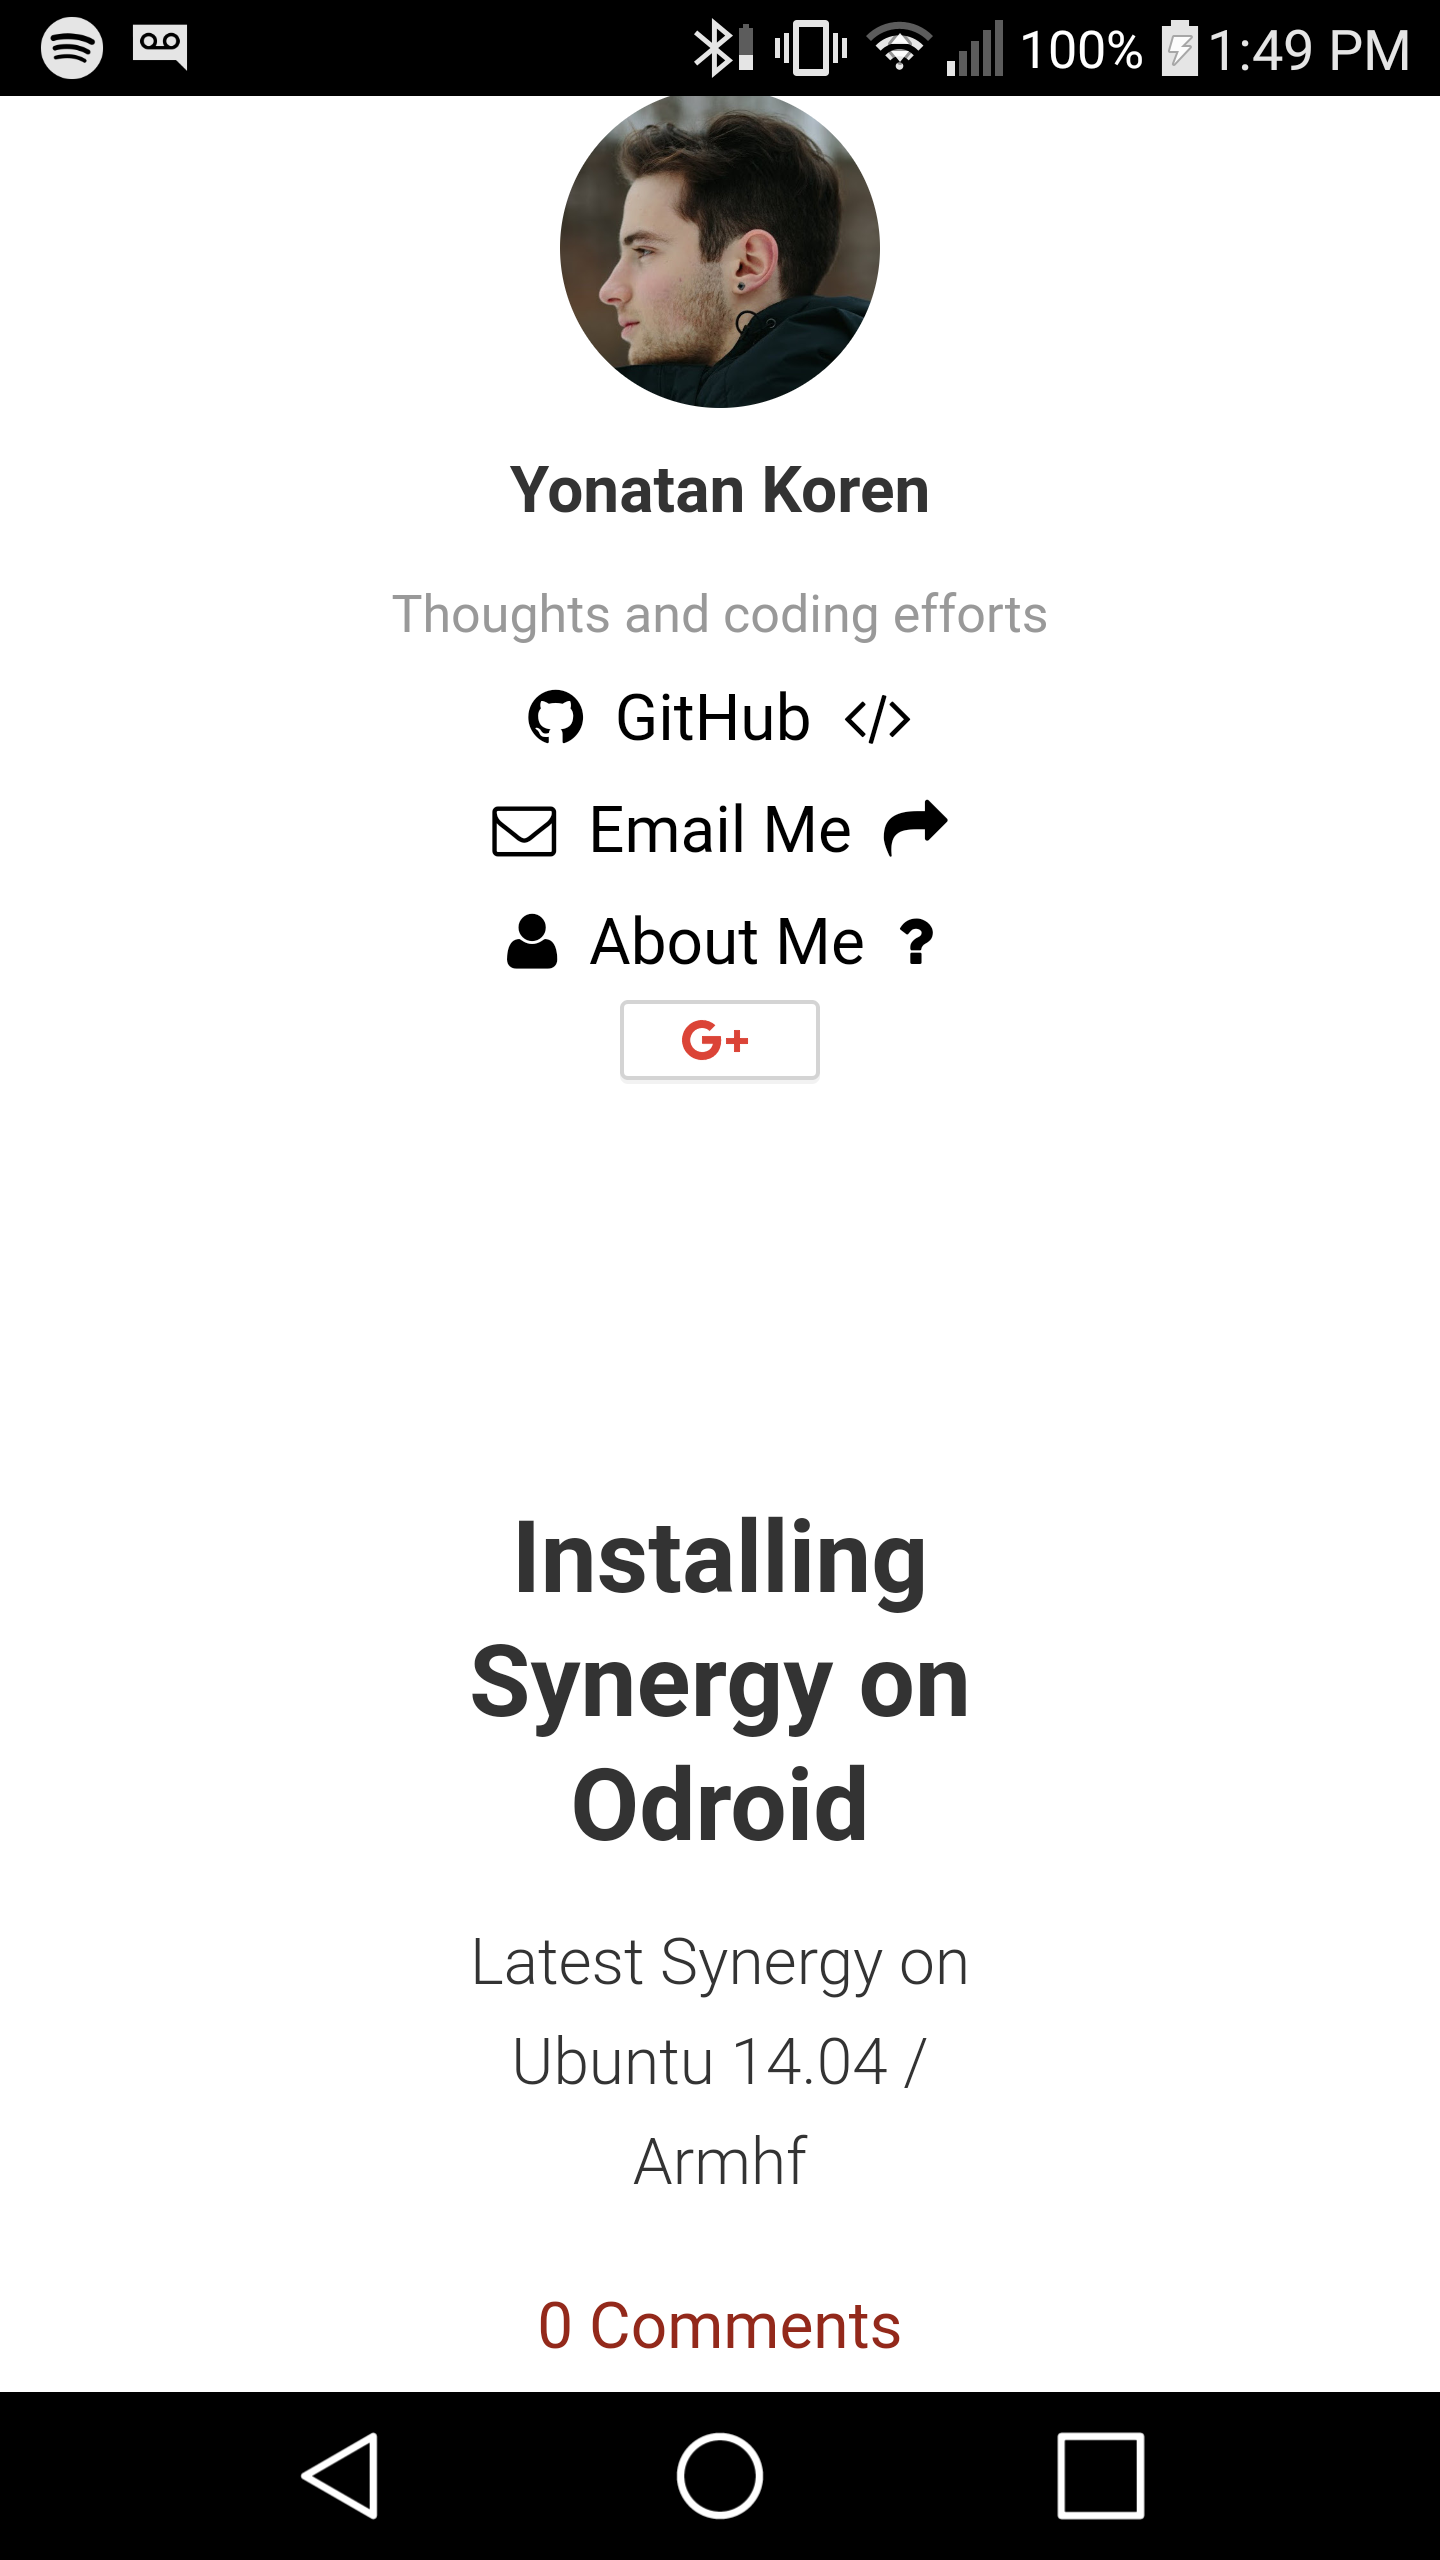 100% 1:49 PM
Yonatan Koren
Thoughts and coding efforts
GitHub </>
Email Me
About Me ?
G+
Installing
Synergy on
Odroid
Latest Synergy on
Ubuntu 14.04 /
Armhf
0 Comments